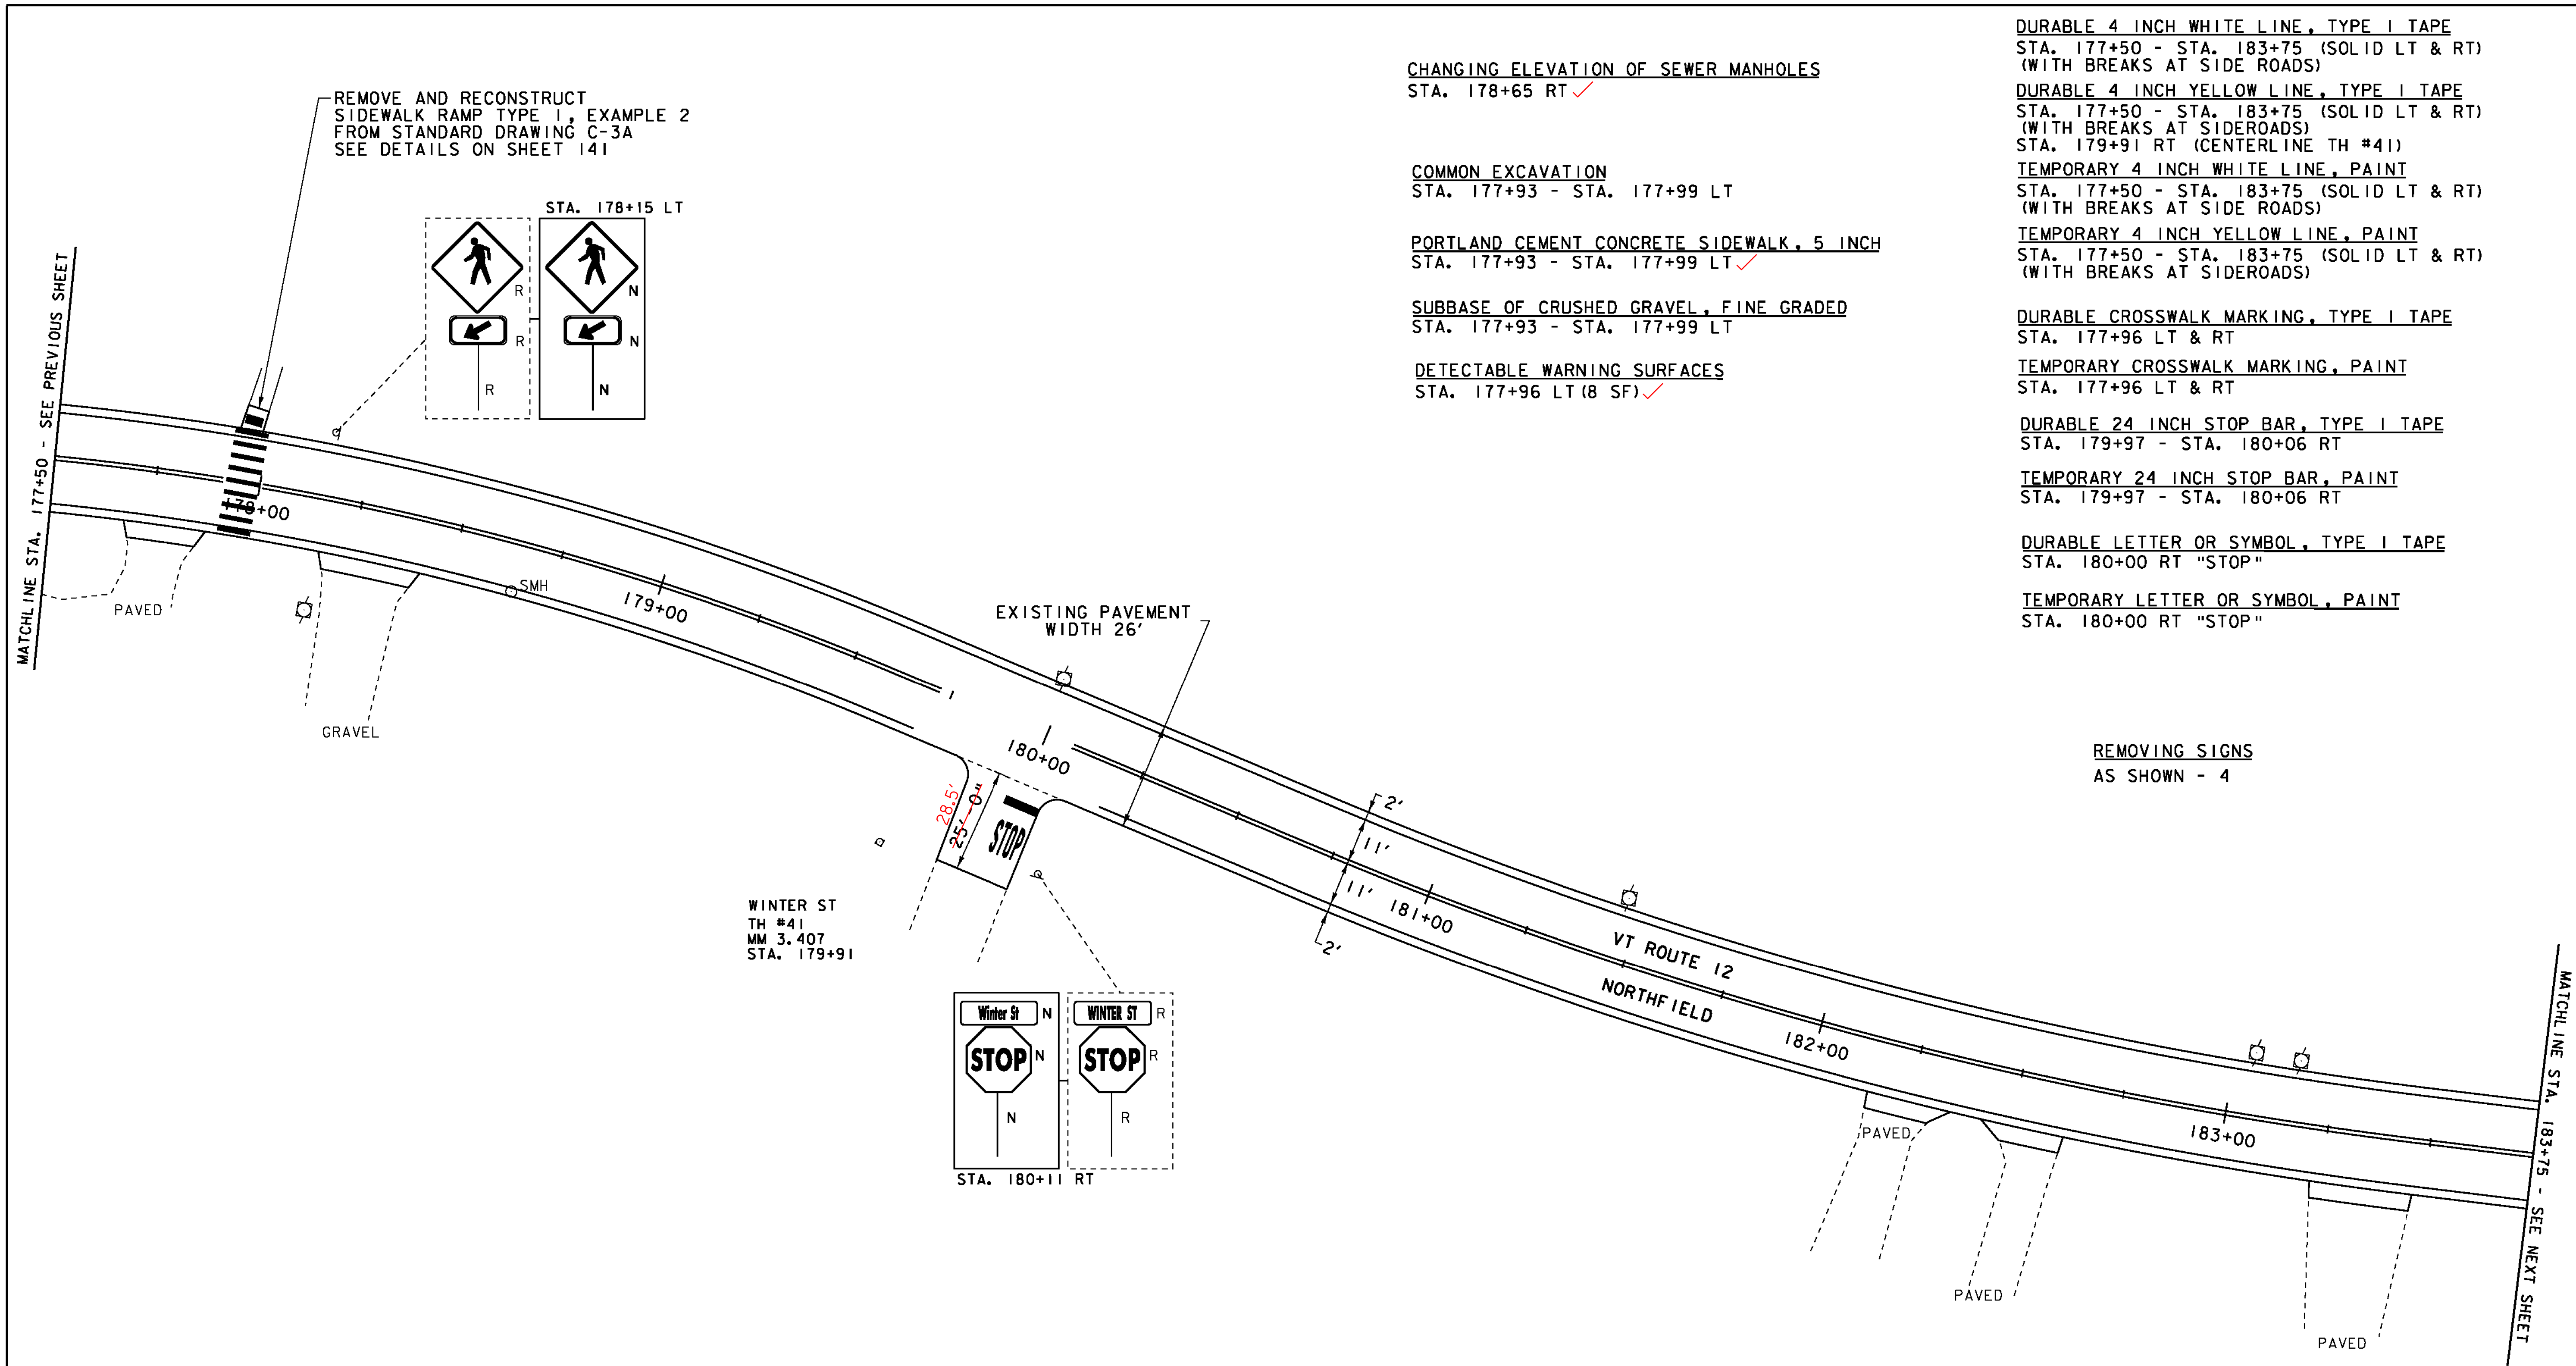 REMOVE AND RECONSTRUCT
SIDEWALK RAMP TYPE 1, EXAMPLE 2
FROM STANDARD DRAWING C-3A
SEE DETAILS ON SHEET 141
STA. 178+15 LT
R
N
R
N
R
N
MATCHLINE STA. 177+50 - SEE PREVIOUS SHEET
178+00
PAVED
GRAVEL
SMH
179+00
EXISTING PAVEMENT
WIDTH 26'
180+00
28.5'
25'-0"
STOP
WINTER ST
TH #41
MM 3.407
STA. 179+91
Winter St N
STOP N
N
WINTER ST R
STOP R
R
STA. 180+11 RT
2'
11'
11'
2'
181+00
VT ROUTE 12
NORTHFIELD
182+00
PAVED
PAVED
183+00
PAVED
MATCHLINE STA. 183+75 - SEE NEXT SHEET
CHANGING ELEVATION OF SEWER MANHOLES
STA. 178+65 RT ✓
COMMON EXCAVATION
STA. 177+93 - STA. 177+99 LT
PORTLAND CEMENT CONCRETE SIDEWALK, 5 INCH
STA. 177+93 - STA. 177+99 LT ✓
SUBBASE OF CRUSHED GRAVEL, FINE GRADED
STA. 177+93 - STA. 177+99 LT
DETECTABLE WARNING SURFACES
STA. 177+96 LT (8 SF) ✓
DURABLE 4 INCH WHITE LINE, TYPE 1 TAPE
STA. 177+50 - STA. 183+75 (SOLID LT & RT)
(WITH BREAKS AT SIDE ROADS)
DURABLE 4 INCH YELLOW LINE, TYPE 1 TAPE
STA. 177+50 - STA. 183+75 (SOLID LT & RT)
(WITH BREAKS AT SIDEROADS)
STA. 179+91 RT (CENTERLINE TH #41)
TEMPORARY 4 INCH WHITE LINE, PAINT
STA. 177+50 - STA. 183+75 (SOLID LT & RT)
(WITH BREAKS AT SIDE ROADS)
TEMPORARY 4 INCH YELLOW LINE, PAINT
STA. 177+50 - STA. 183+75 (SOLID LT & RT)
(WITH BREAKS AT SIDEROADS)
DURABLE CROSSWALK MARKING, TYPE 1 TAPE
STA. 177+96 LT & RT
TEMPORARY CROSSWALK MARKING, PAINT
STA. 177+96 LT & RT
DURABLE 24 INCH STOP BAR, TYPE 1 TAPE
STA. 179+97 - STA. 180+06 RT
TEMPORARY 24 INCH STOP BAR, PAINT
STA. 179+97 - STA. 180+06 RT
DURABLE LETTER OR SYMBOL, TYPE 1 TAPE
STA. 180+00 RT "STOP"
TEMPORARY LETTER OR SYMBOL, PAINT
STA. 180+00 RT "STOP"
REMOVING SIGNS
AS SHOWN - 4